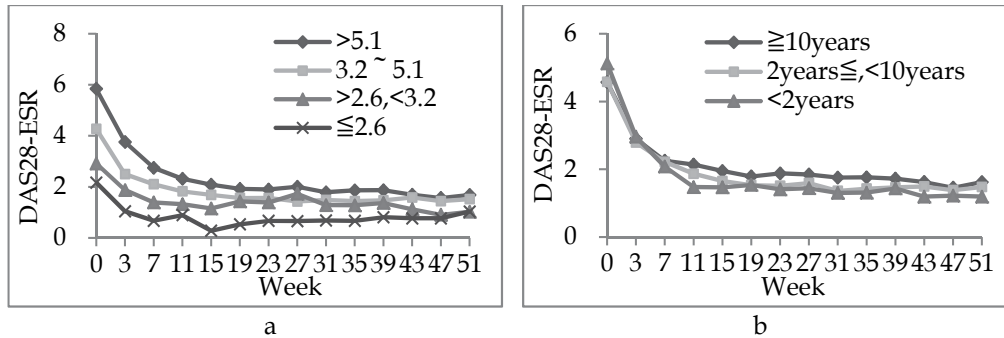 8
6
4
2
0
DAS28-ESR
>5.1
3.2~5.1
>2.6,<3.2
≦2.6
0 3 7 11 15 19 23 27 31 35 39 43 47 51
Week
a
6
4
2
0
DAS28-ESR
≧10years
2years≦,<10years
<2years
0 3 7 11 15 19 23 27 31 35 39 43 47 51
Week
b